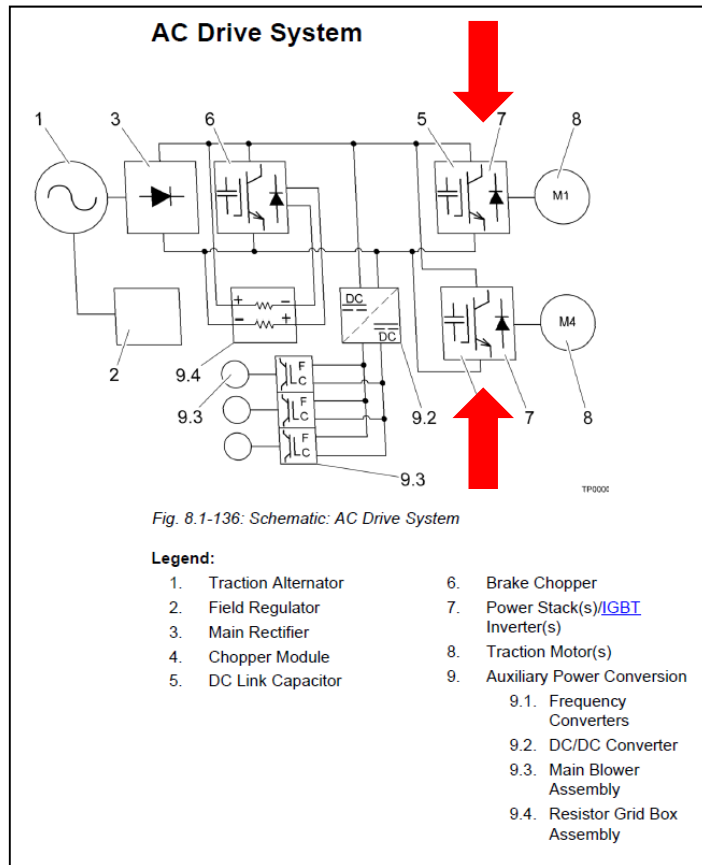 AC Drive System
1 3 6 5 7 8
M1
+ −
− +
DC
DC
M4
2 9.4
F
C
9.3
F
C
9.2 7 8
F
C
9.3
TP000
Fig. 8.1-136: Schematic: AC Drive System
Legend:
1. Traction Alternator
2. Field Regulator
3. Main Rectifier
4. Chopper Module
5. DC Link Capacitor
6. Brake Chopper
7. Power Stack(s)/IGBT
Inverter(s)
8. Traction Motor(s)
9. Auxiliary Power Conversion
9.1. Frequency
Converters
9.2. DC/DC Converter
9.3. Main Blower
Assembly
9.4. Resistor Grid Box
Assembly